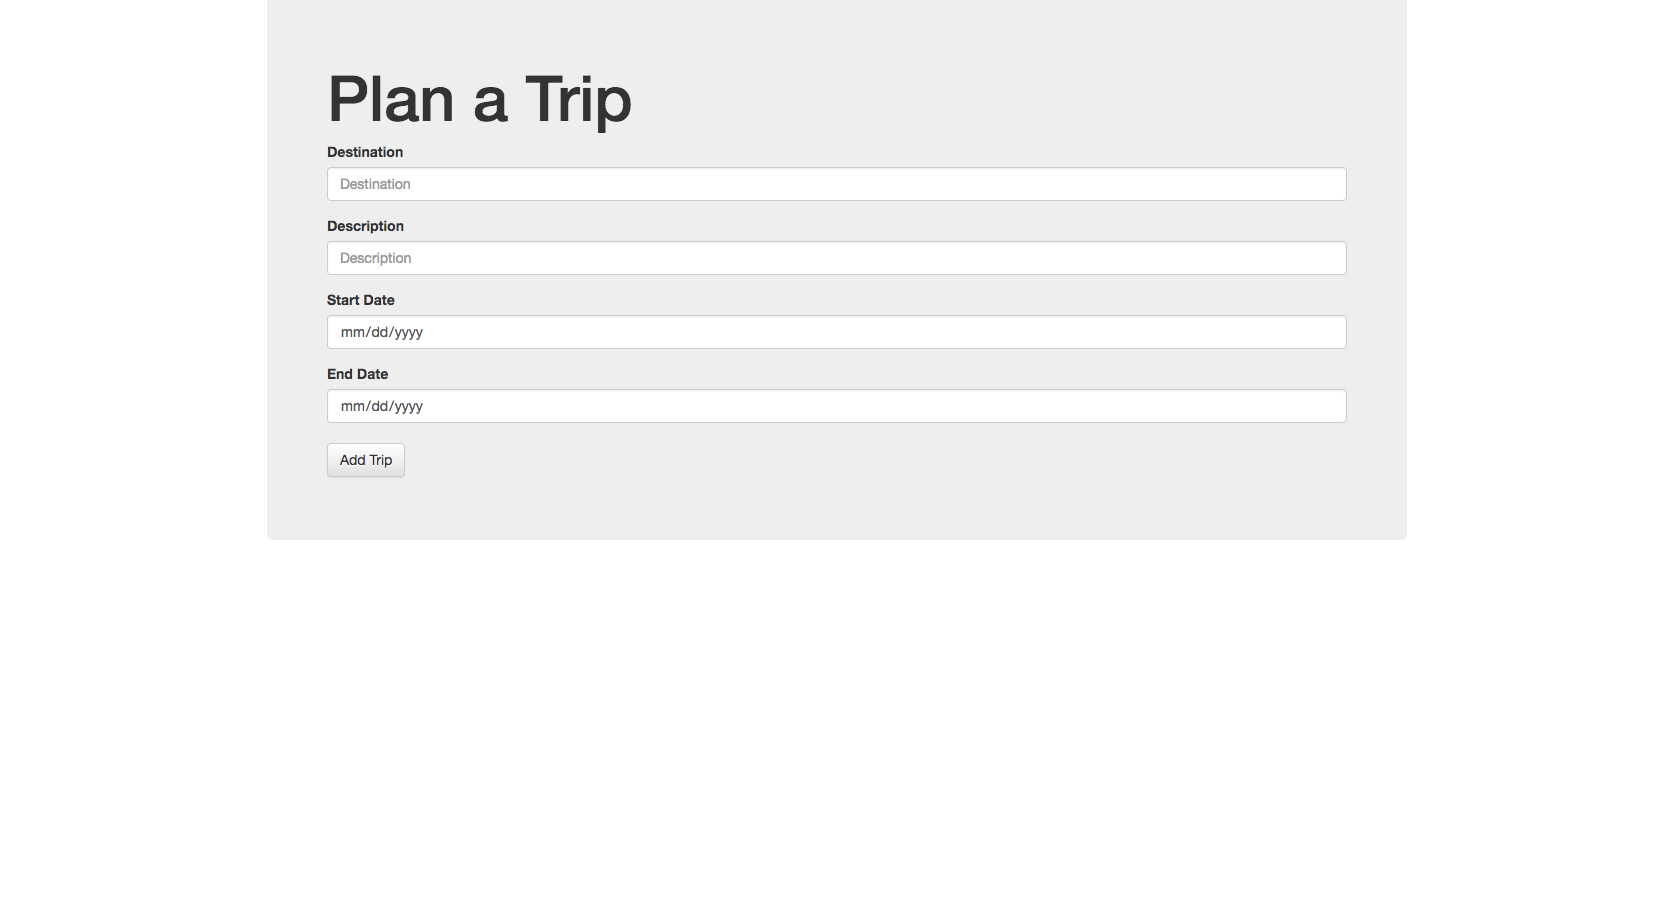 Plan a Trip
Destination
Destination
Description
Description
Start Date
mm/dd/yyyy
End Date
mm/dd/yyyy
Add Trip